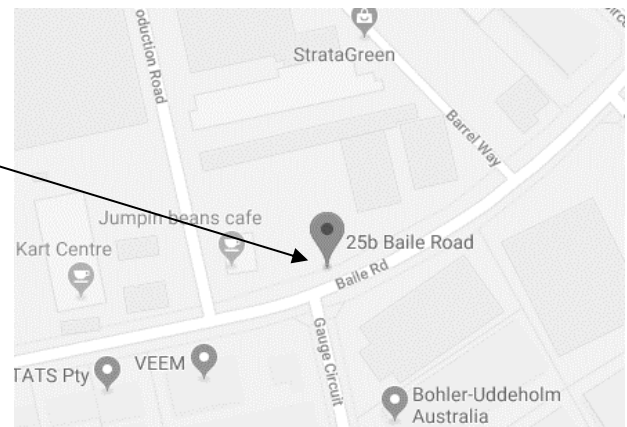 Circui
oduction Road
StrataGreen
Barrel Way
Jumpin beans cafe
Kart Centre
25b Baile Road
Baile Rd
Gauge Circuit
TATS Pty
VEEM
Bohler-Uddeholm
Australia